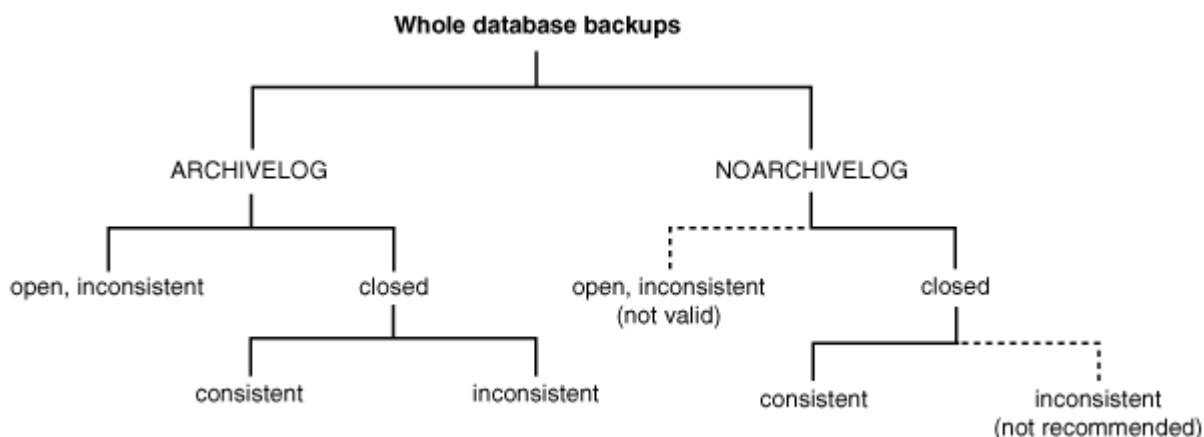 Whole database backups
ARCHIVELOG
NOARCHIVELOG
open, inconsistent
closed
open, inconsistent
(not valid)
closed
consistent
inconsistent
consistent
inconsistent
(not recommended)